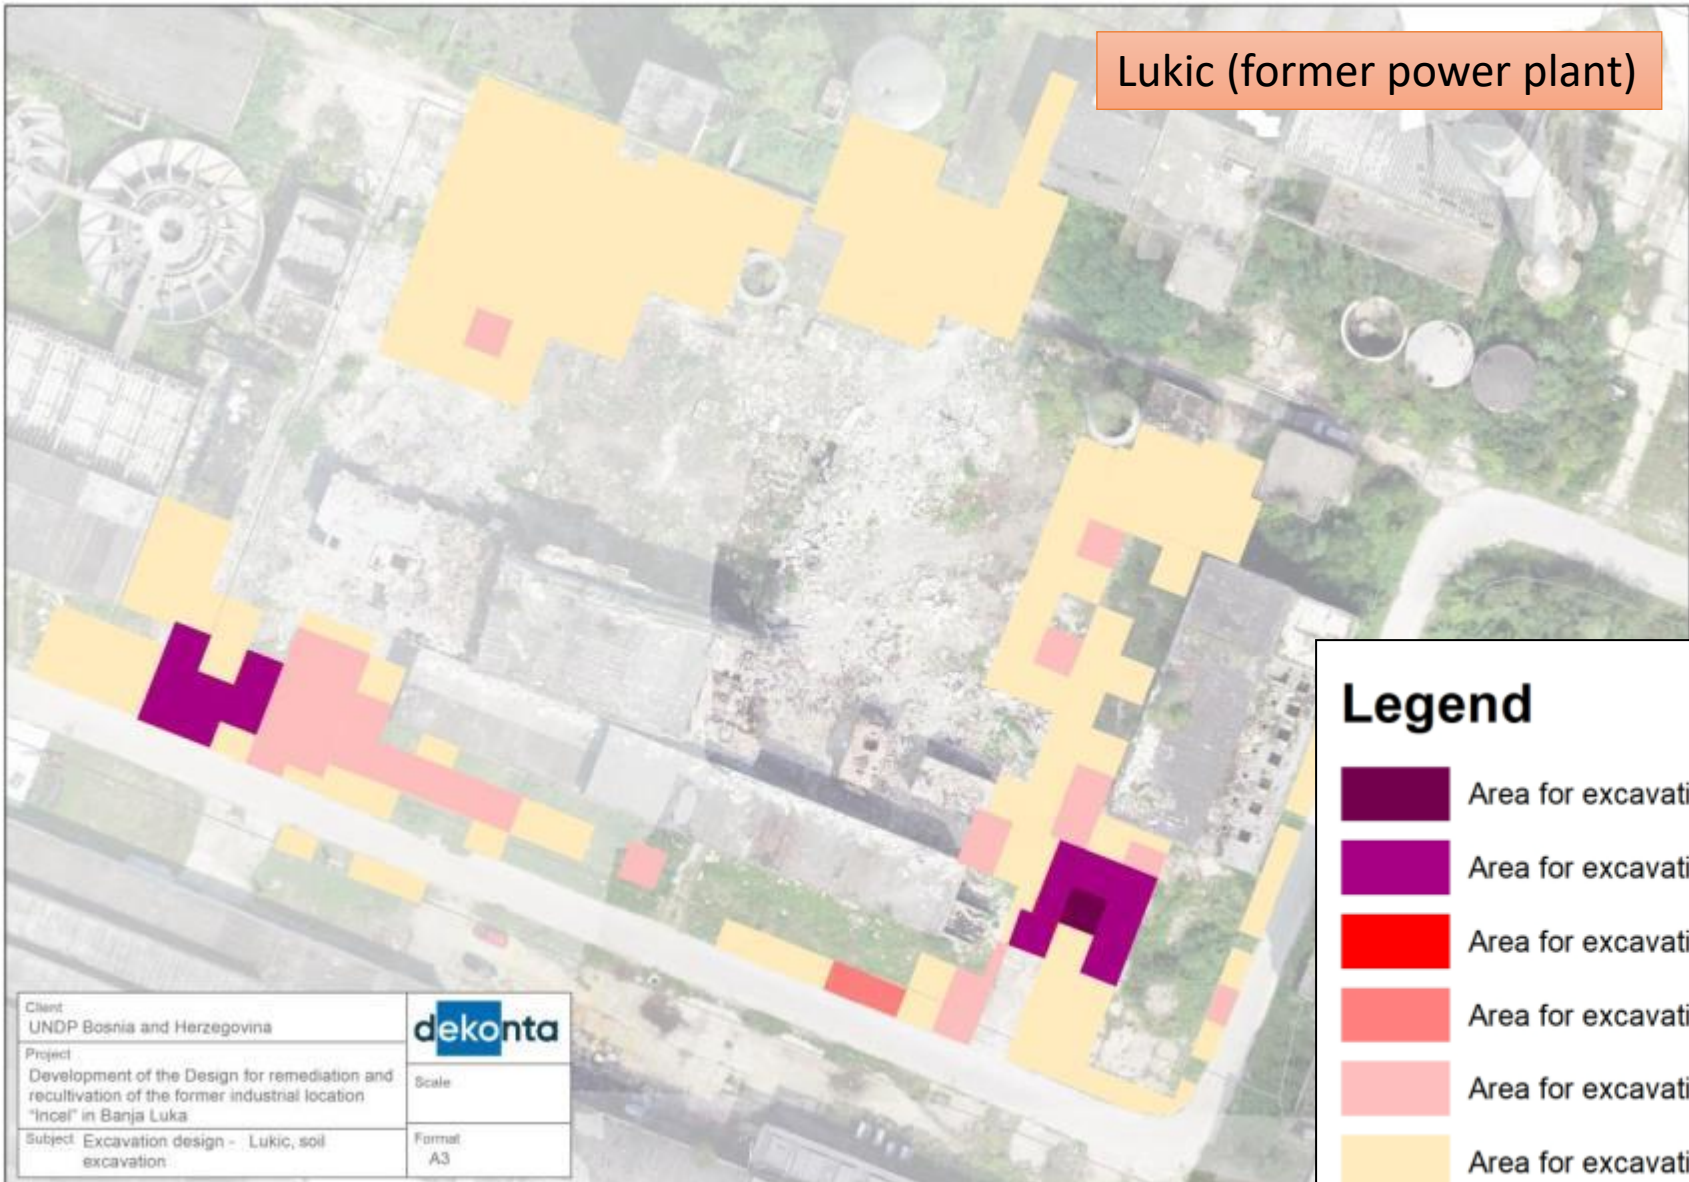 Lukic (former power plant)
Legend
Area for excavati
Area for excavati
Area for excavati
Area for excavati
Area for excavati
Area for excavati
Client
UNDP Bosnia and Herzegovina
Project
Development of the Design for remediation and
recultivation of the former industrial location
"Incel" in Banja Luka
Subject Excavation design - Lukic, soil
excavation
dekonta
Scale
Format
A3